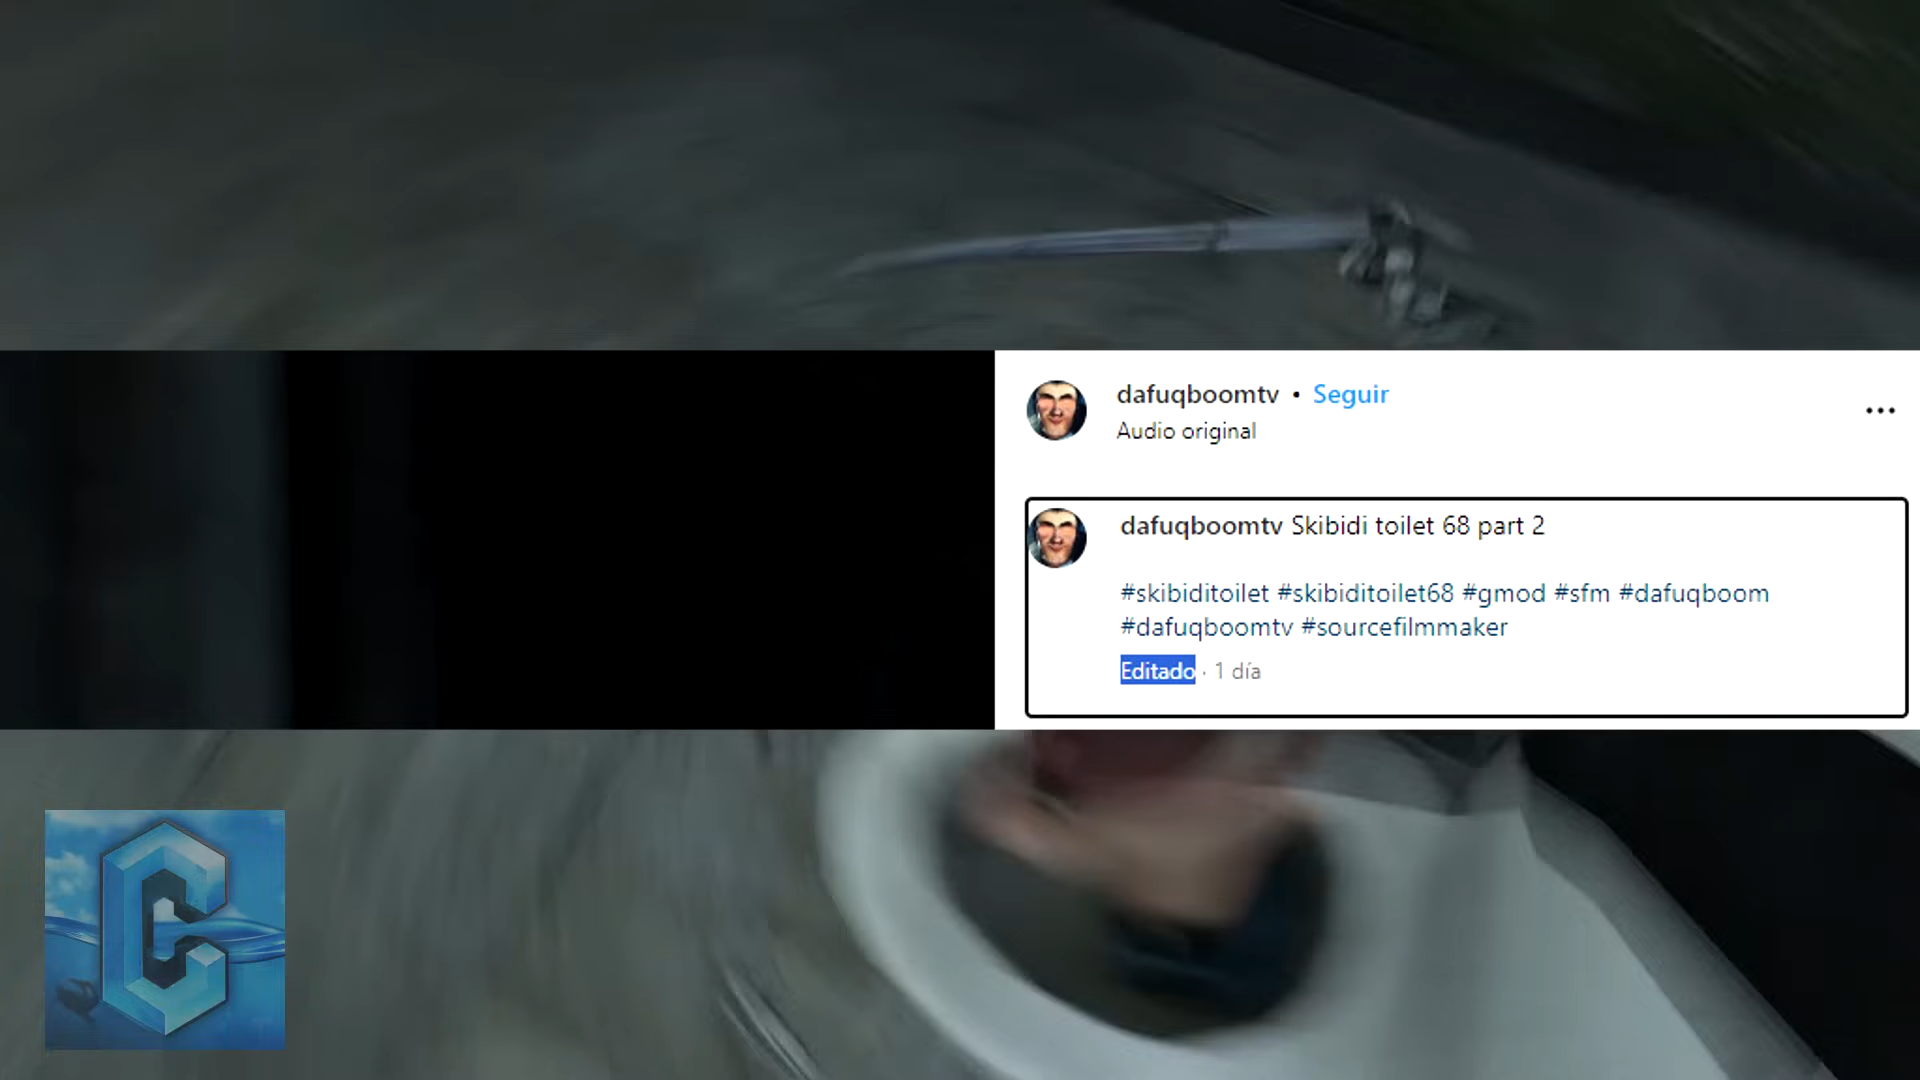 dafuqboomtv • Seguir
Audio original
dafuqboomtv Skibidi toilet 68 part 2
#skibiditoilet #skibiditoilet68 #gmod #sfm #dafuqboom
#dafuqboomtv #sourcefilmmaker
Editado · 1 día
C